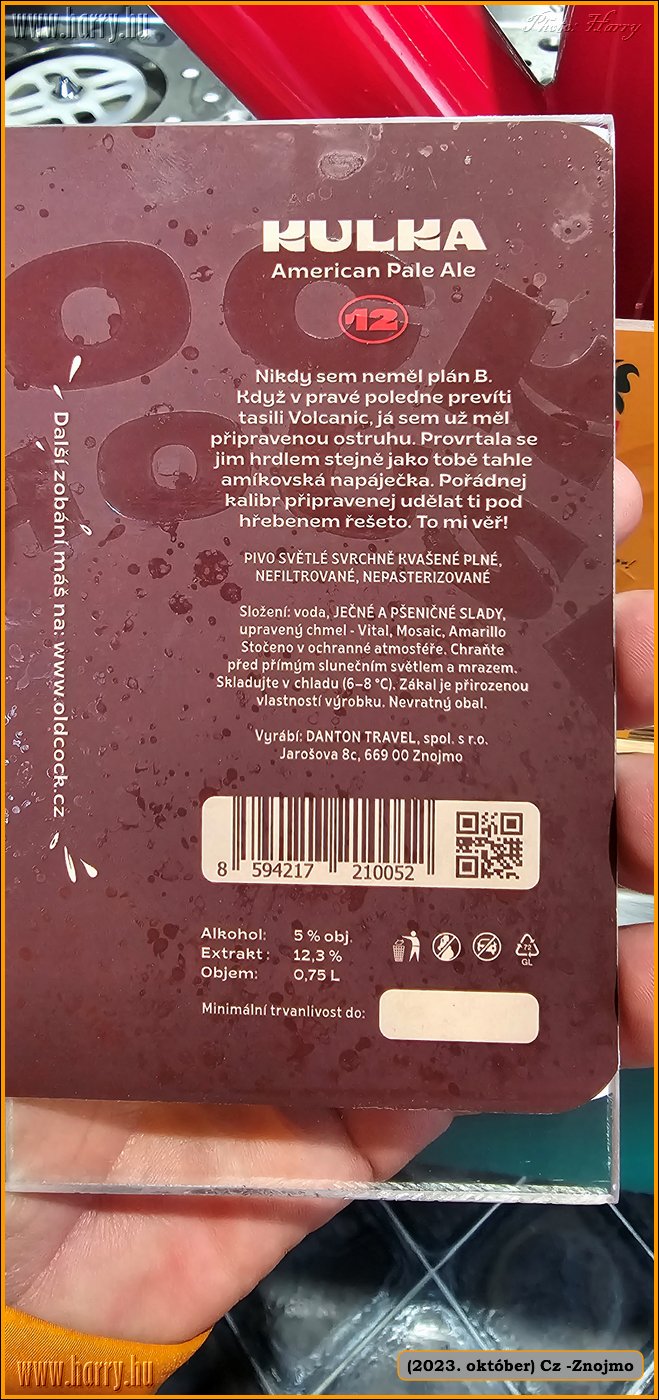 www.harry.hu
Photo: Harry
KULKA
American Pale Ale
12
Nikdy sem neměl plán B.
Když v pravé poledne previti
tasili Volcanic, já sem už měl
připravenou ostruhu. Provrtala se
jim hrdlem stejně jako tobě tahle
amíkovská napáječka. Pořádnej
kalibr připravenej udělat ti pod
hřebenem řešeto. To mi věř!
PIVO SVĚTLÉ SVRCHNĚ KVAŠENÉ PLNÉ,
NEFILTROVANÉ, NEPASTERIZOVANÉ
Složení: voda, JEČNÉ A PŠENIČNÉ SLADY,
upravený chmel - Vital, Mosaic, Amarillo
Stočeno v ochranné atmosféře. Chraňte
před přímým slunečním světlem a mrazem.
Skladujte v chladu (6–8 °C). Zákal je přirozenou
vlastností výrobku. Nevratný obal.
Vyrábí: DANTON TRAVEL, spol. s r.o.
Jarošova 8c, 669 00 Znojmo
8 594217 210052
Alkohol: 5 % obj.
Extrakt: 12,3 %
Objem: 0,75 L
72
GL
Minimální trvanlivost do:
Další zobání máš na: www.oldcock.cz
www.harry.hu
(2023. október) Cz -Znojmo